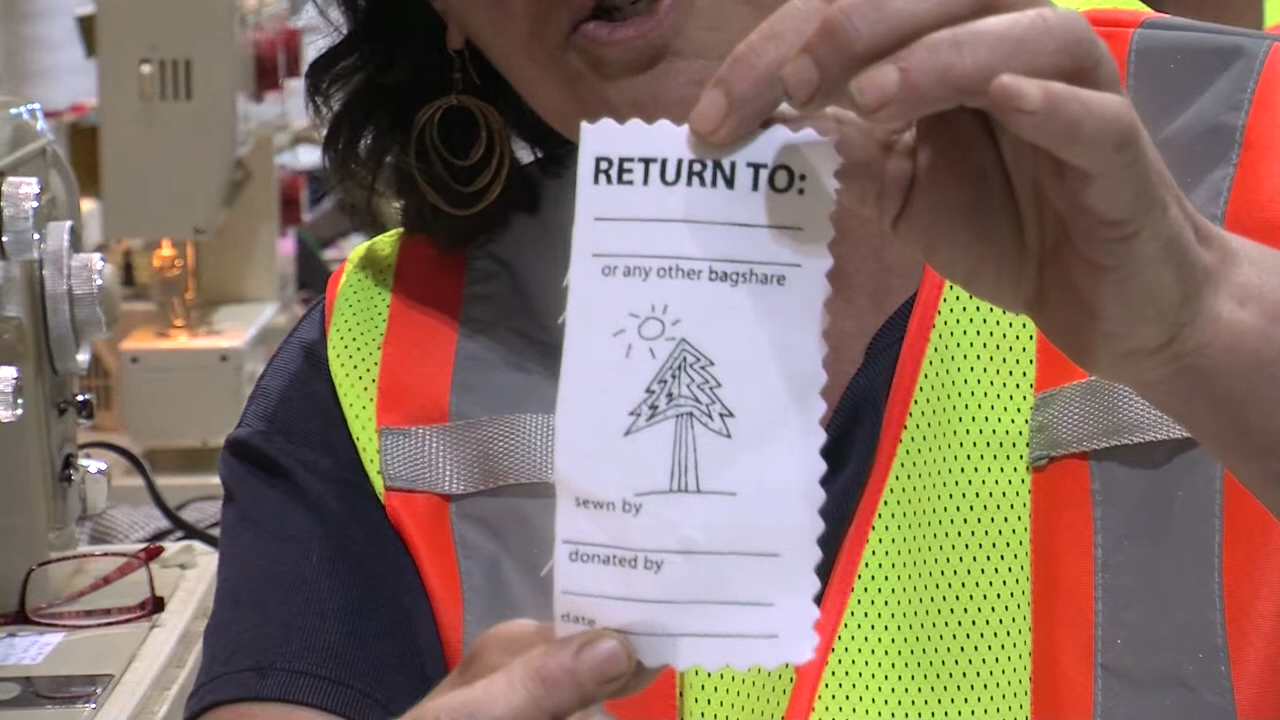 RETURN TO:
or any other bagshare
sewn by
donated by
date